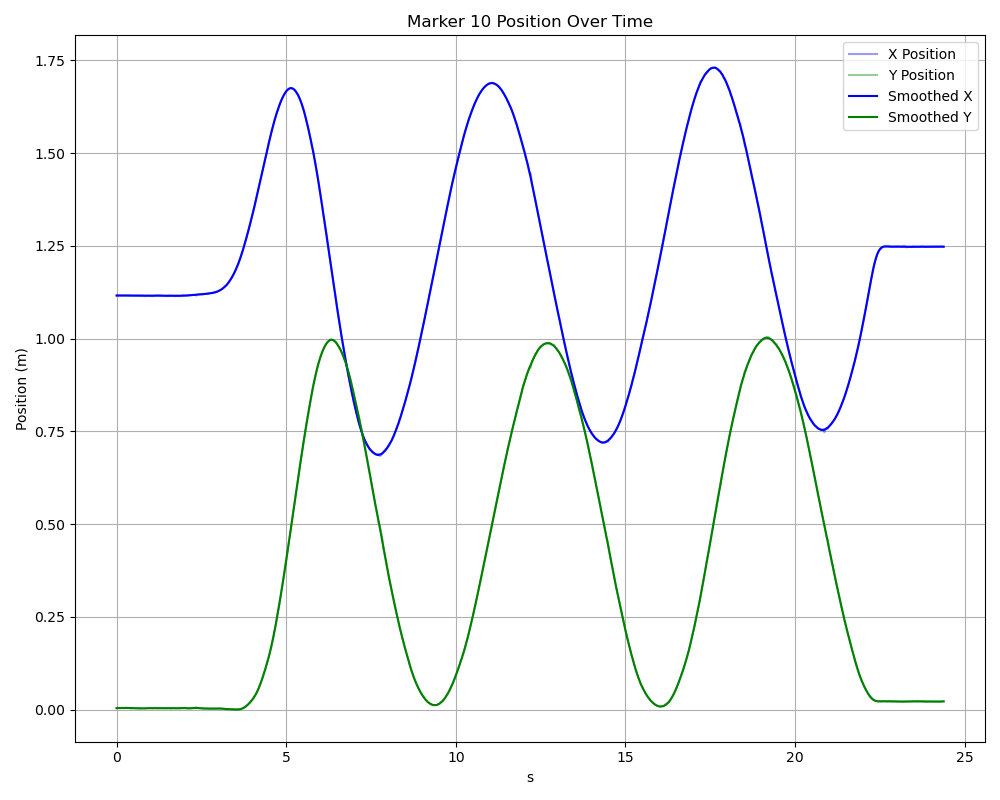 Marker 10 Position Over Time
X Position
Y Position
Smoothed X
Smoothed Y
Position (m)
1.75
1.50
1.25
1.00
0.75
0.50
0.25
0.00
0 5 10 15 20 25
s